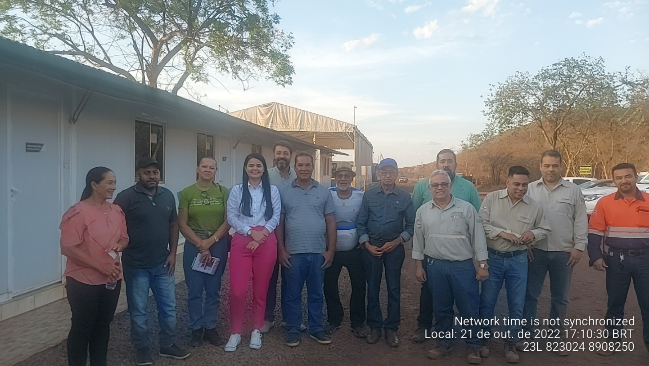 Network time is not synchronized
Local: 21 de out. de 2022 17:10:30 BRT
23L 823024 8908250